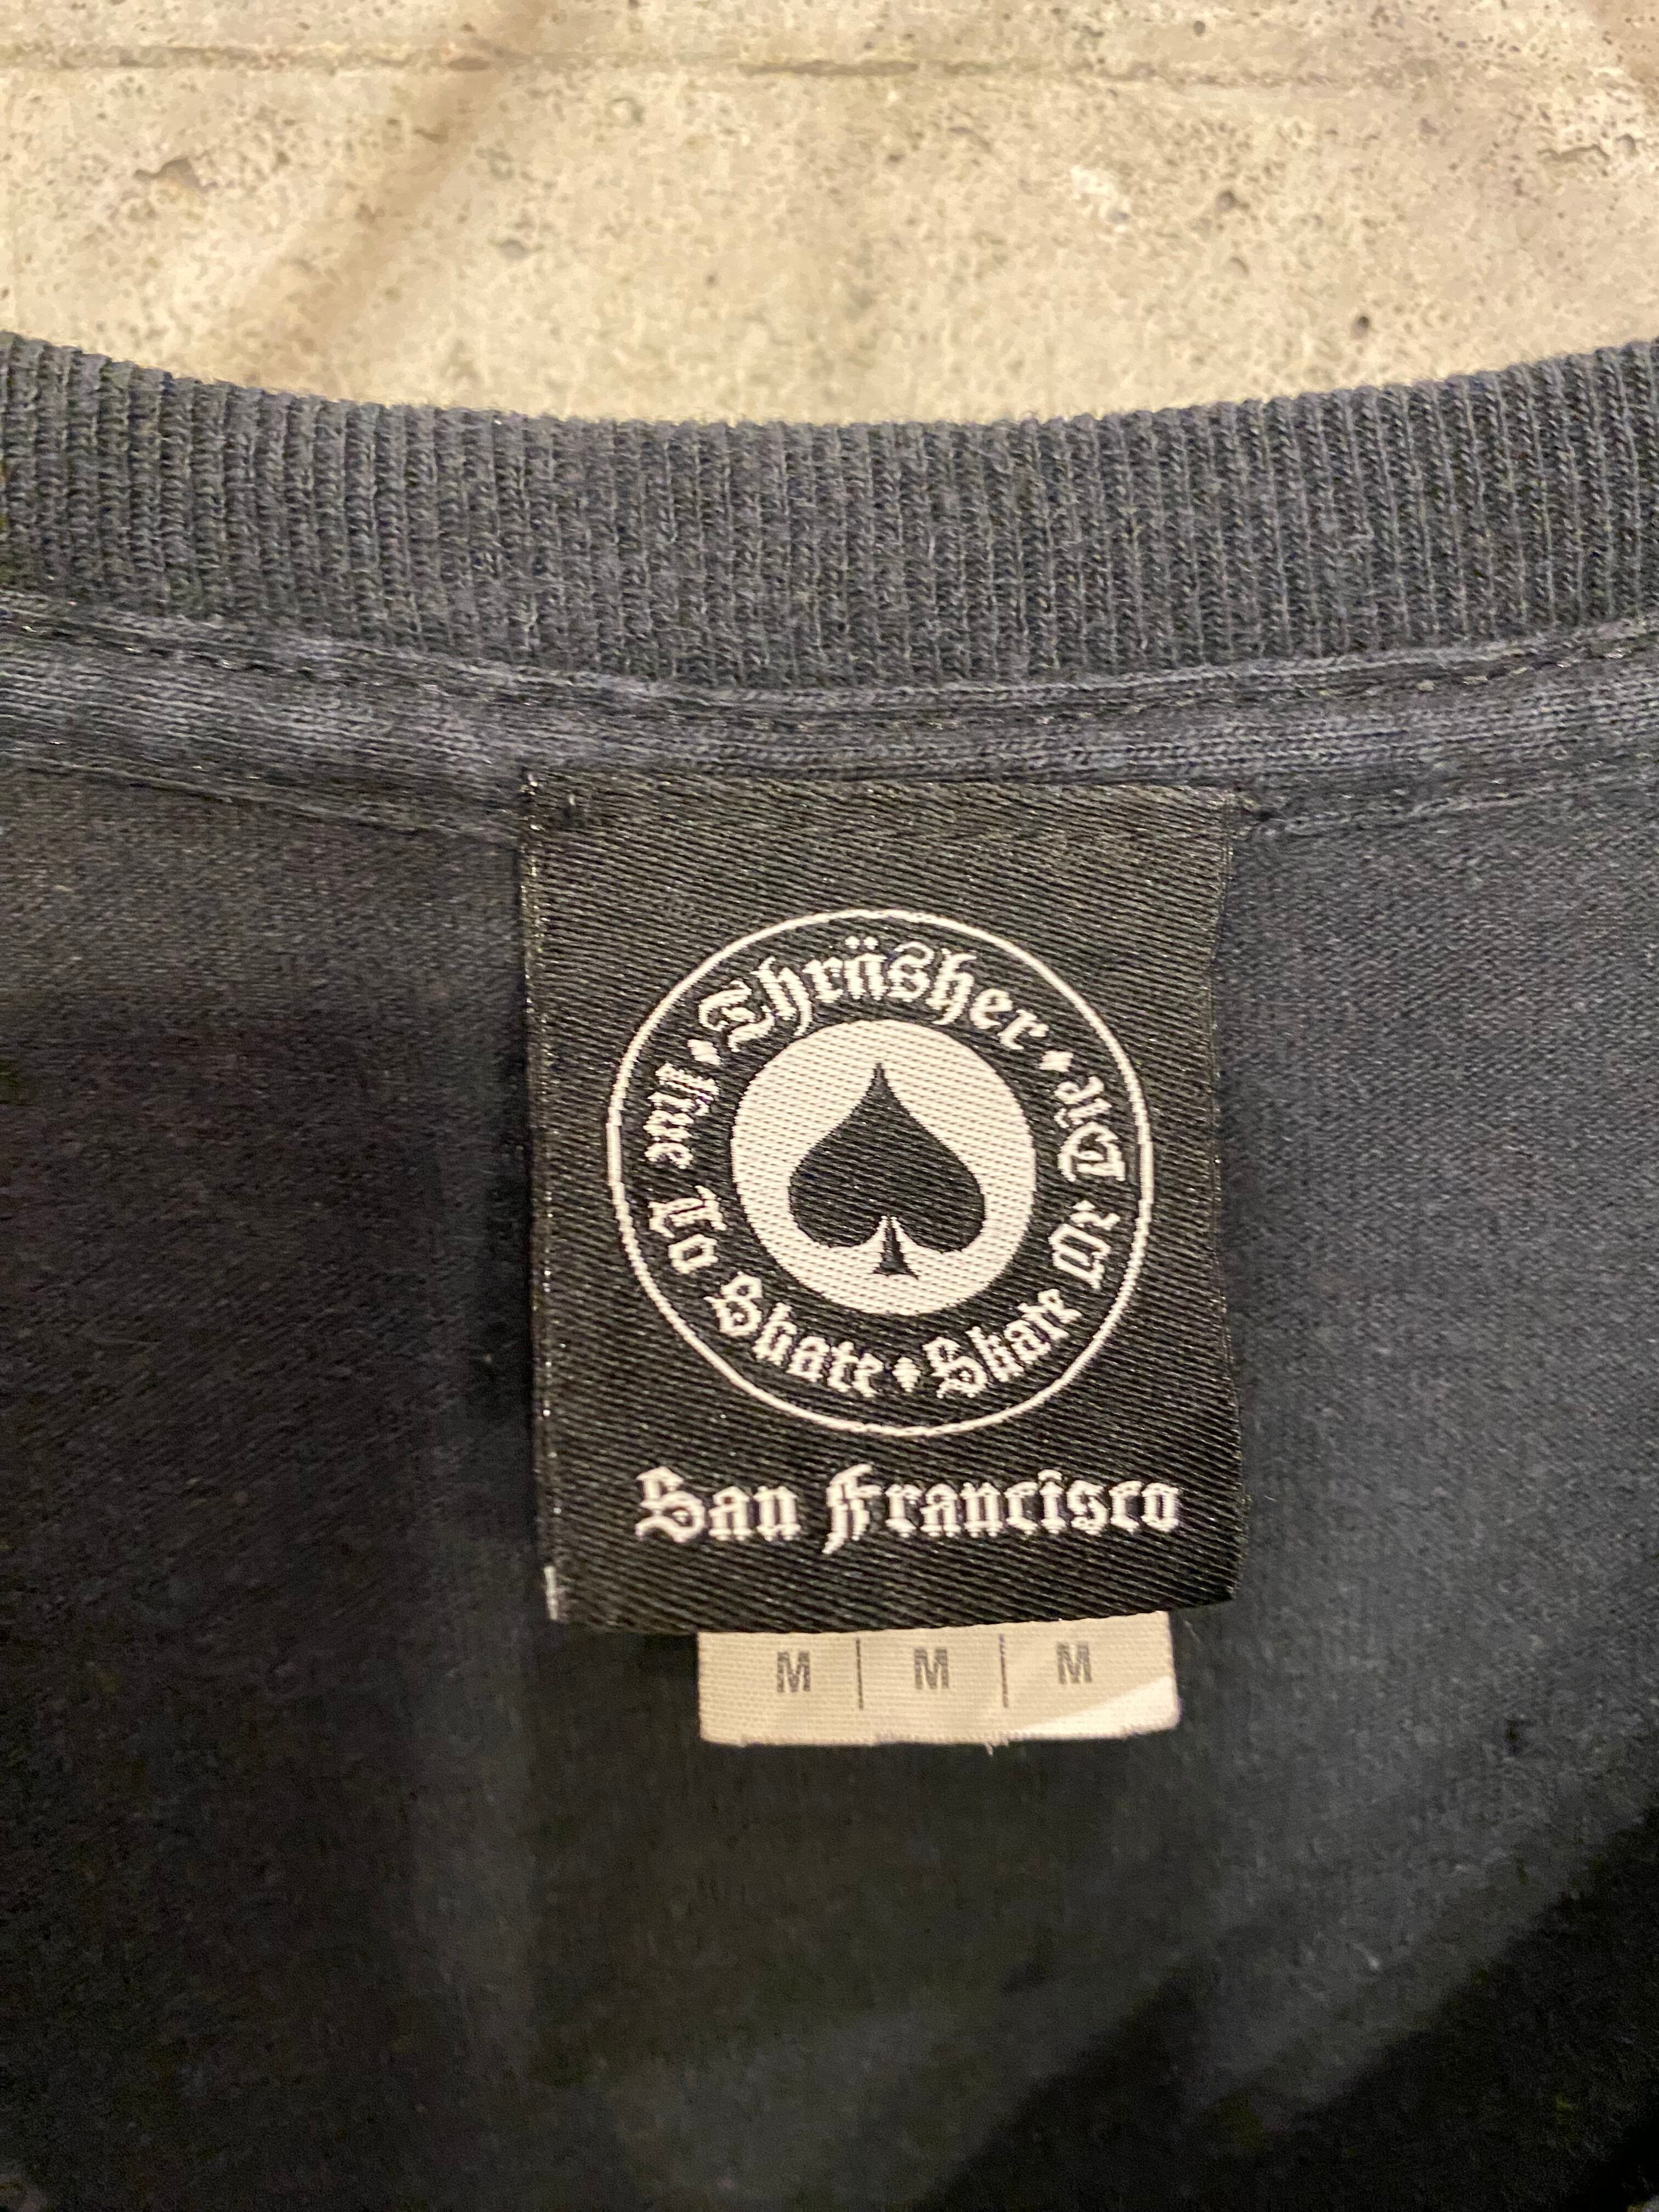 Thräsher • Live To Skate • Skate Or Die
San Francisco
M | M | M